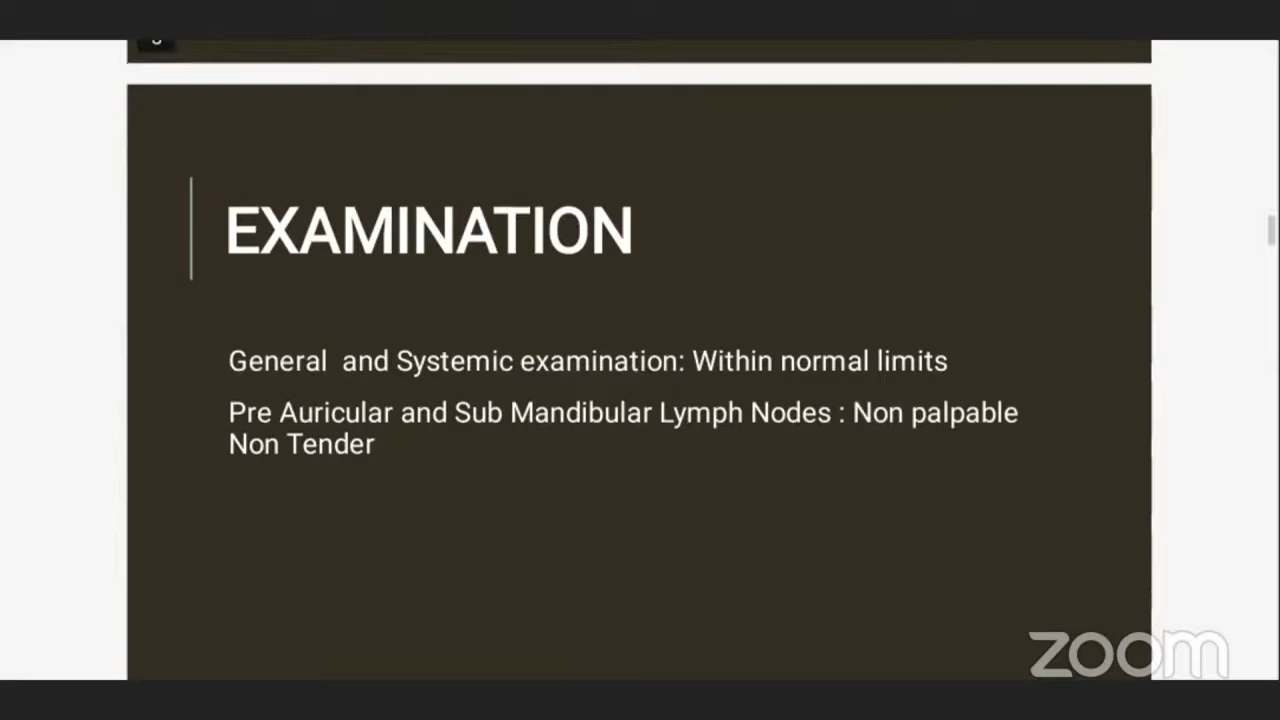 EXAMINATION
General and Systemic examination: Within normal limits
Pre Auricular and Sub Mandibular Lymph Nodes : Non palpable
Non Tender
zoom